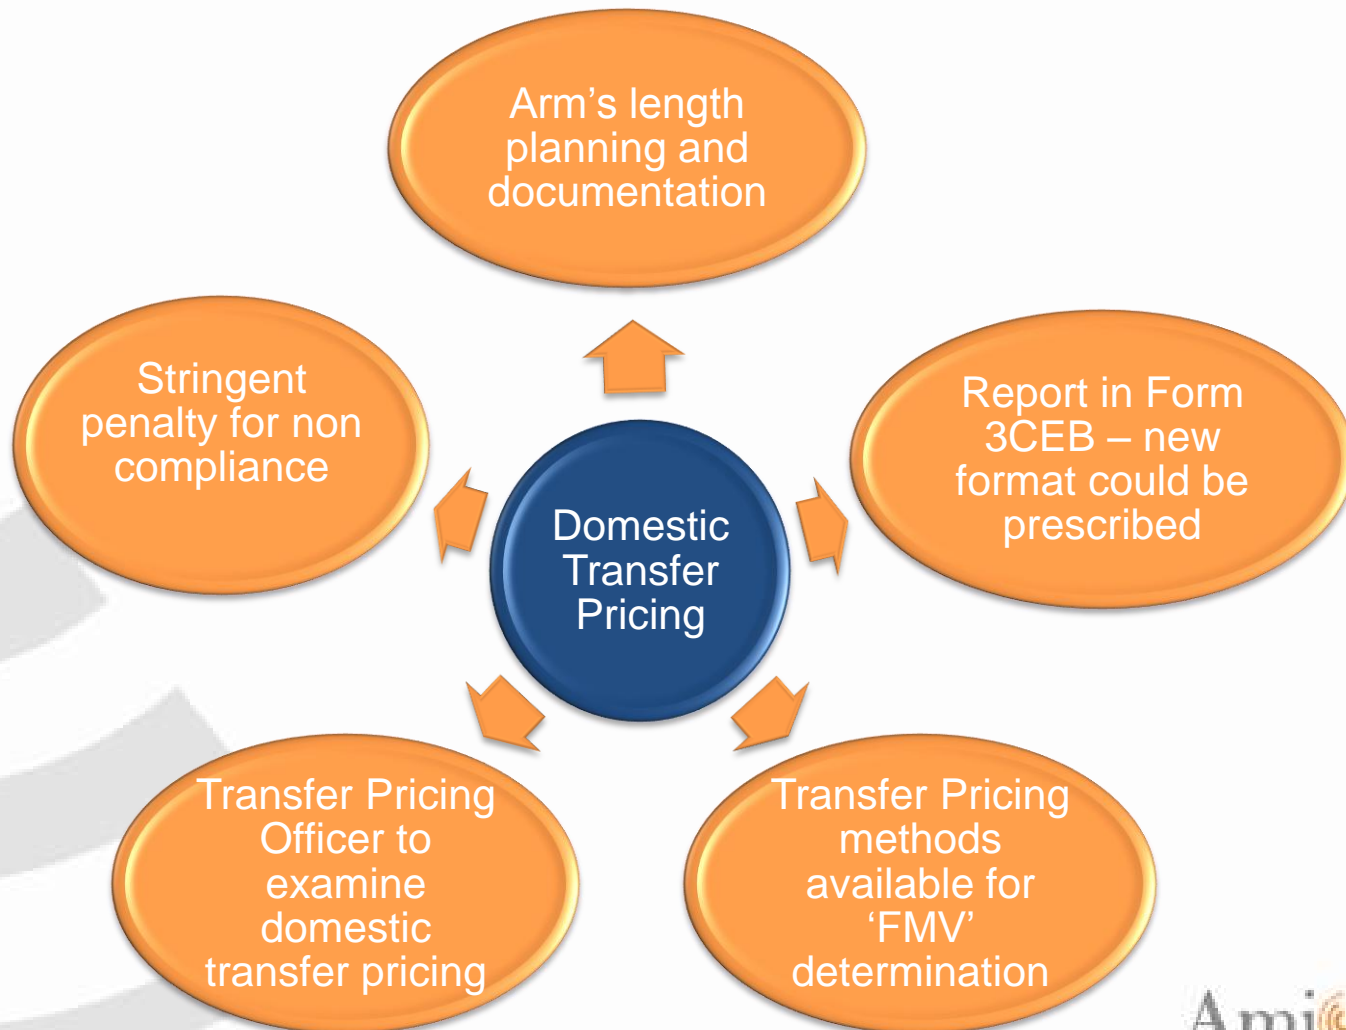 Arm’s length
planning and
documentation
Stringent
penalty for non
compliance
Report in Form
3CEB – new
format could be
prescribed
Domestic
Transfer
Pricing
Transfer Pricing
Officer to
examine
domestic
transfer pricing
Transfer Pricing
methods
available for
‘FMV’
determination